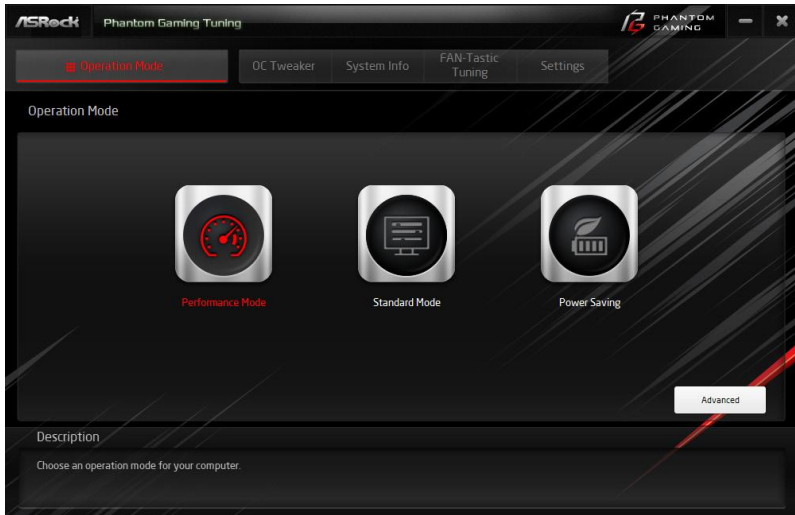 ASRock
Phantom Gaming Tuning
PHANTOM
GAMING
Operation Mode
OC Tweaker
System Info
FAN-Tastic
Tuning
Settings
Operation Mode
Performance Mode
Standard Mode
Power Saving
Advanced
Description
Choose an operation mode for your computer.